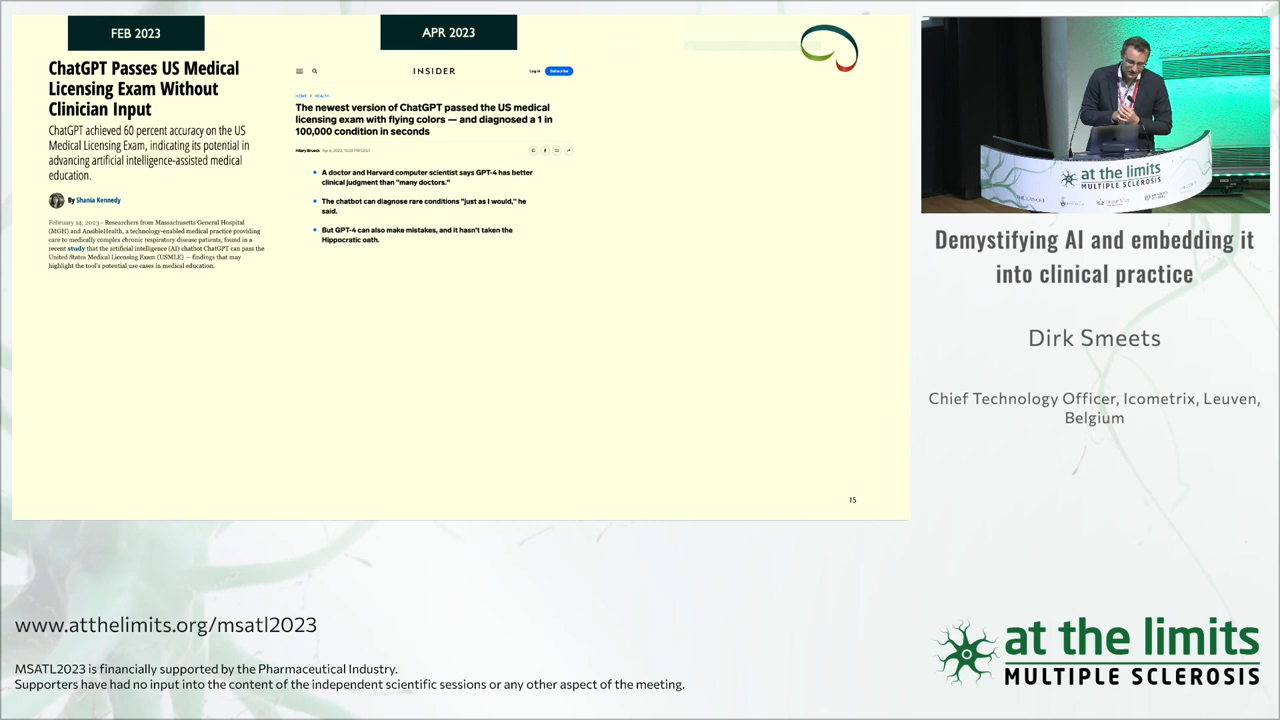 FEB 2023
ChatGPT Passes US Medical
Licensing Exam Without
Clinician Input
ChatGPT achieved 60 percent accuracy on the US
Medical Licensing Exam, indicating its potential in
advancing artificial intelligence-assisted medical
education.
By Shania Kennedy
February 14, 2023 - Researchers from Massachusetts General Hospital
(MGH) and AnsibleHealth, a technology-enabled medical practice providing
care to medically complex chronic respiratory disease patients, found in a
recent study that the artificial intelligence (AI) chatbot ChatGPT can pass the
United States Medical Licensing Exam (USMLE) — findings that may
highlight the tool's potential use cases in medical education.
APR 2023
INSIDER
Log in
Subscribe
HOME > HEALTH
The newest version of ChatGPT passed the US medical
licensing exam with flying colors — and diagnosed a 1 in
100,000 condition in seconds
Hilary Brueck Apr 6, 2023,
A doctor and Harvard computer scientist says GPT-4 has better
clinical judgment than "many doctors."
The chatbot can diagnose rare conditions "just as I would," he
said.
But GPT-4 can also make mistakes, and it hasn't taken the
Hippocratic oath.
15
at the limits
MULTIPLE SCLEROSIS
Demystifying AI and embedding it
into clinical practice
Dirk Smeets
Chief Technology Officer, Icometrix, Leuven,
Belgium
www.atthelimits.org/msatl2023
MSATL2023 is financially supported by the Pharmaceutical Industry.
Supporters have had no input into the content of the independent scientific sessions or any other aspect of the meeting.
at the limits
MULTIPLE SCLEROSIS